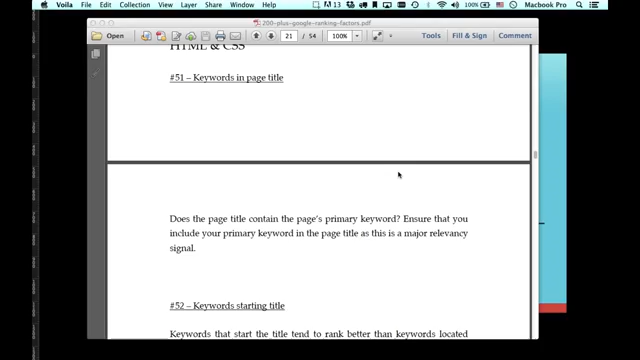 Voila File Edit View Capture Window Help 13 100% Macbook Pro
200-plus-google-ranking-factors.pdf
Open 21 / 54 100% Tools Fill & Sign Comment
HTML & CSS
#51 – Keywords in page title
Does the page title contain the page's primary keyword? Ensure that you
include your primary keyword in the page title as this is a major relevancy
signal.
#52 – Keywords starting title
Keywords that start the title tend to rank better than keywords located